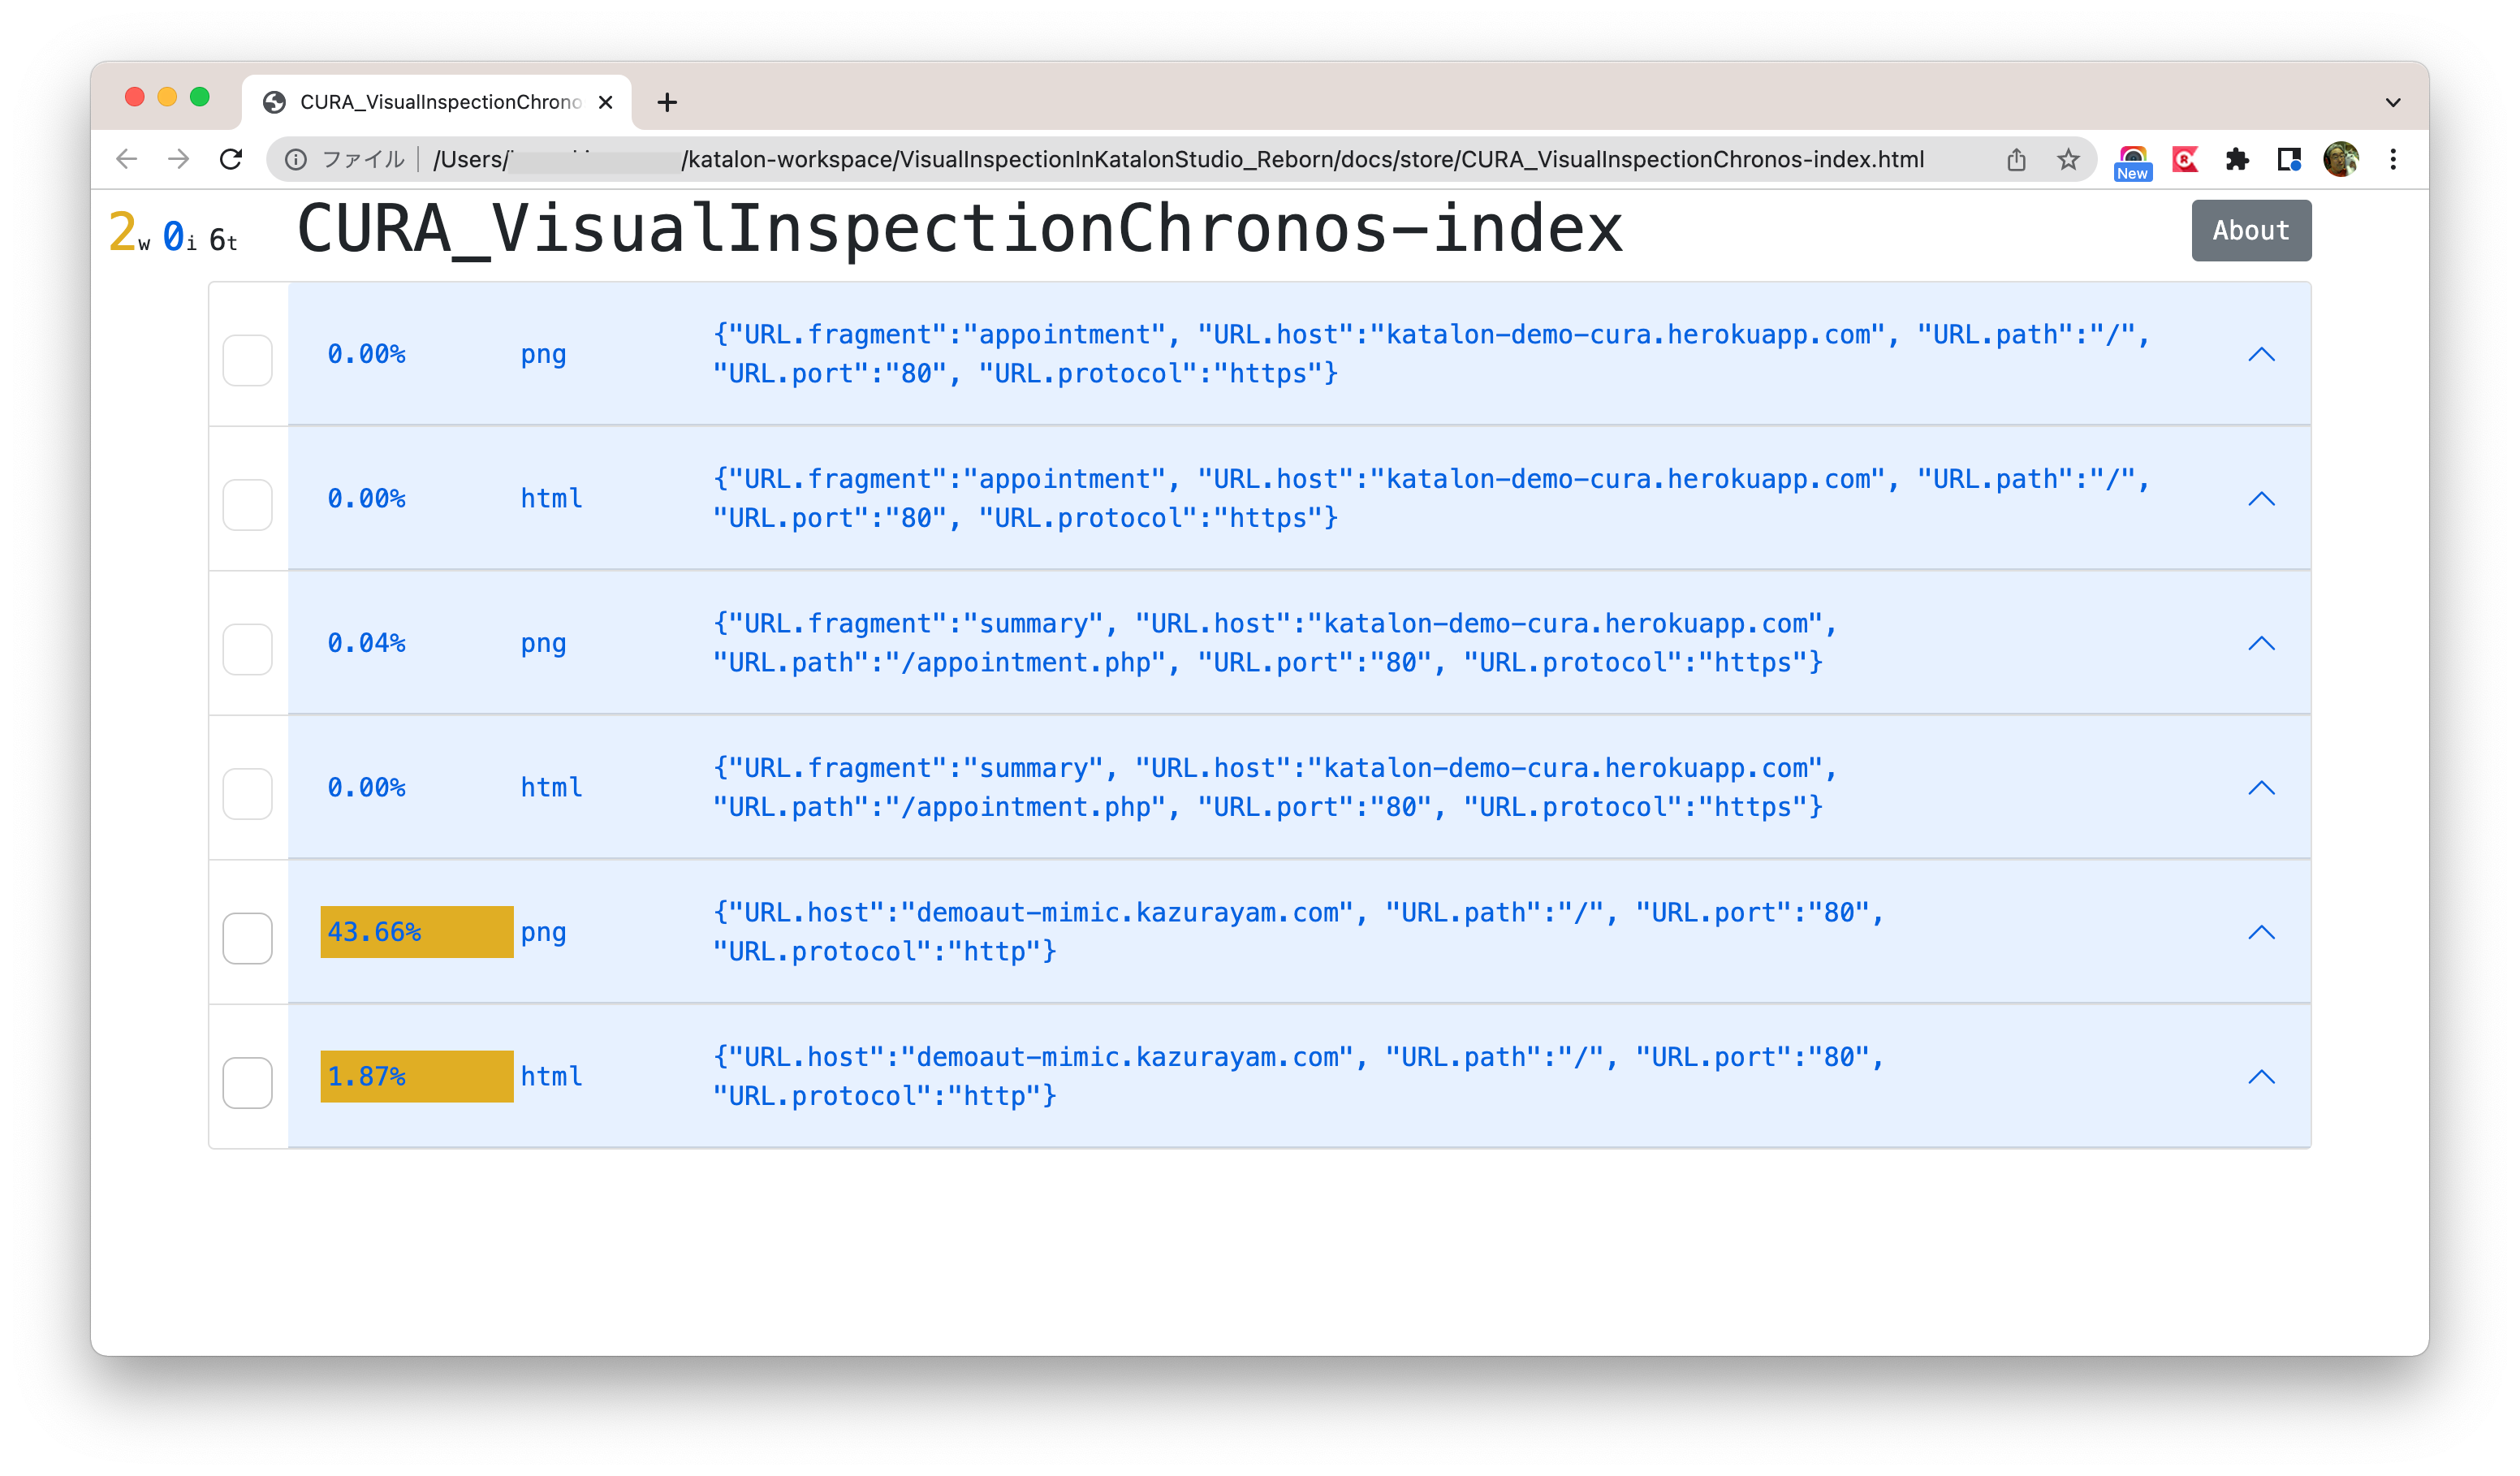 CURA_VisualInspectionChrono
ファイル /Users/ /katalon-workspace/VisualInspectionInKatalonStudio_Reborn/docs/store/CURA_VisualInspectionChronos-index.html
New
2w 0i 6t CURA_VisualInspectionChronos-index About
0.00% png {"URL.fragment":"appointment", "URL.host":"katalon-demo-cura.herokuapp.com", "URL.path":"/",
"URL.port":"80", "URL.protocol":"https"}
0.00% html {"URL.fragment":"appointment", "URL.host":"katalon-demo-cura.herokuapp.com", "URL.path":"/",
"URL.port":"80", "URL.protocol":"https"}
0.04% png {"URL.fragment":"summary", "URL.host":"katalon-demo-cura.herokuapp.com",
"URL.path":"/appointment.php", "URL.port":"80", "URL.protocol":"https"}
0.00% html {"URL.fragment":"summary", "URL.host":"katalon-demo-cura.herokuapp.com",
"URL.path":"/appointment.php", "URL.port":"80", "URL.protocol":"https"}
43.66% png {"URL.host":"demoaut-mimic.kazurayam.com", "URL.path":"/", "URL.port":"80",
"URL.protocol":"http"}
1.87% html {"URL.host":"demoaut-mimic.kazurayam.com", "URL.path":"/", "URL.port":"80",
"URL.protocol":"http"}